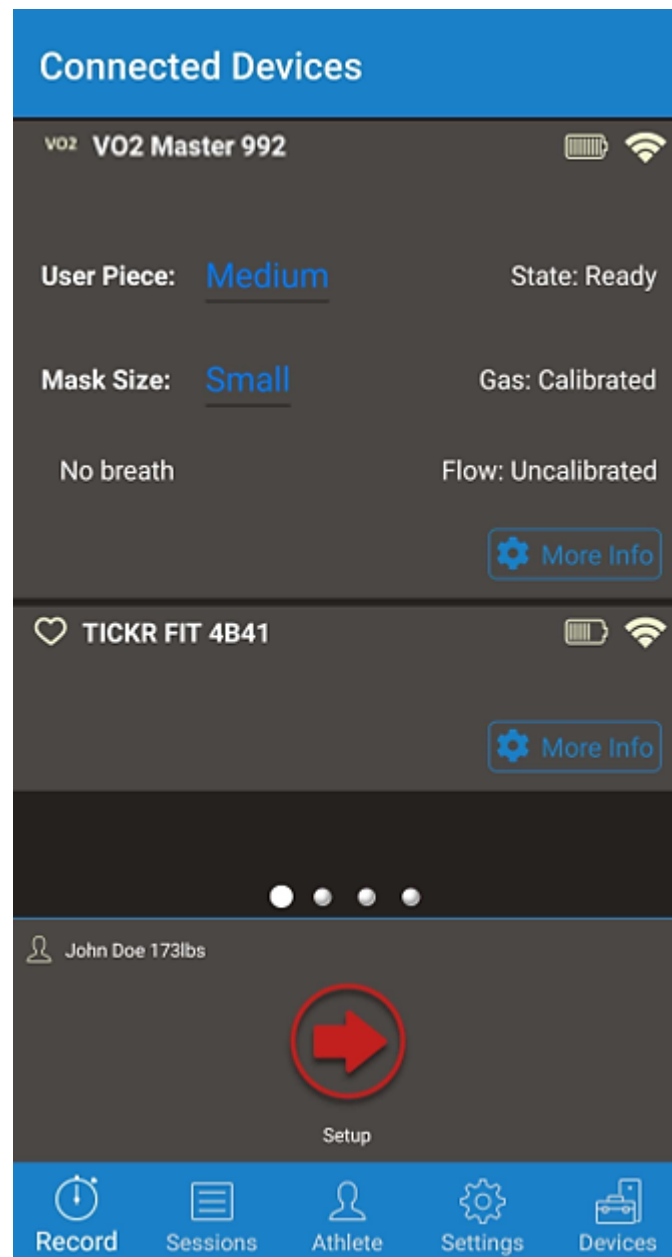 Connected Devices
VO2 VO2 Master 992
User Piece: Medium State: Ready
Mask Size: Small Gas: Calibrated
No breath Flow: Uncalibrated
More Info
TICKR FIT 4B41
More Info
John Doe 173lbs
Setup
Record Sessions Athlete Settings Devices